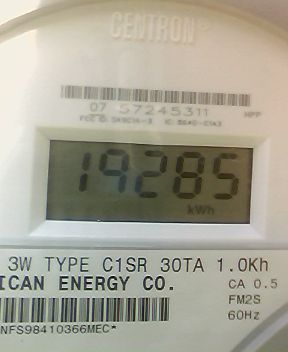 CENTRON®
07 57245311 HPP
19285
kWh
3W TYPE C1SR 30TA 1.0Kh
ICAN ENERGY CO. CA 0.5
FM2S
NFS98410366MEC* 60Hz